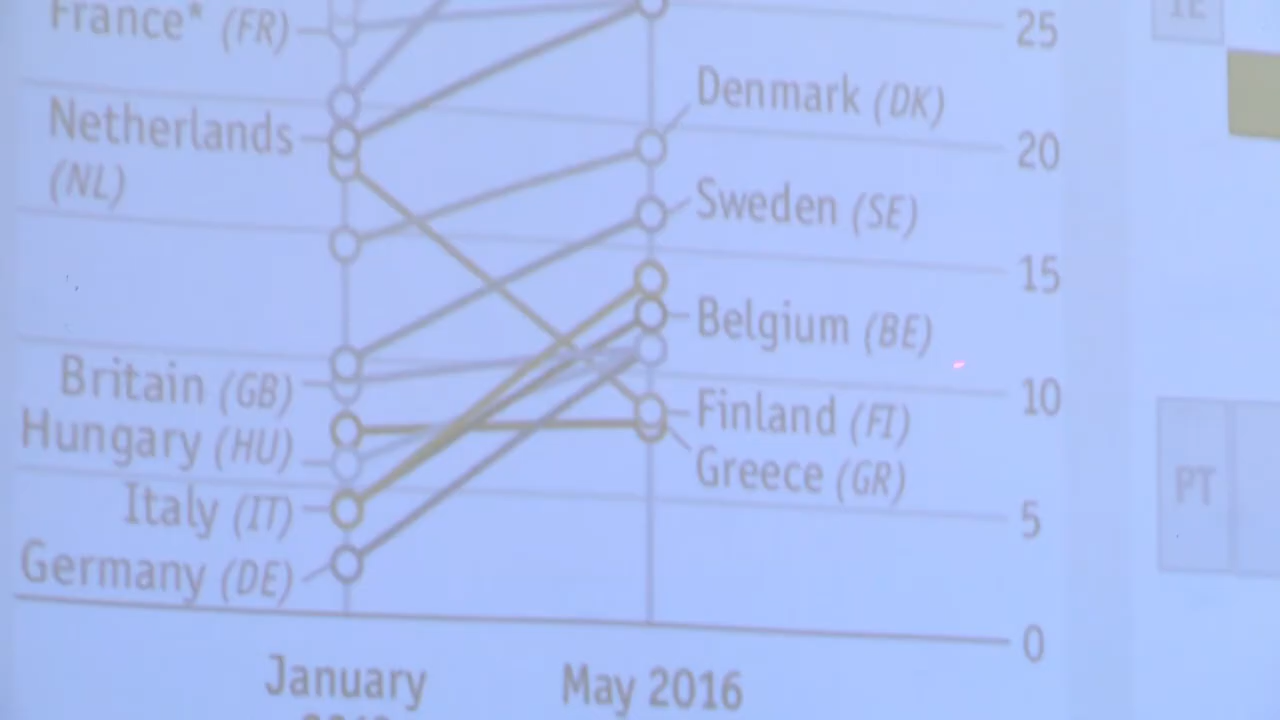 France* (FR)
Netherlands
(NL)
Britain (GB)
Hungary (HU)
Italy (IT)
Germany (DE)
Denmark (DK)
Sweden (SE)
Belgium (BE)
Finland (FI)
Greece (GR)
25
20
15
10
5
0
January
May 2016
IE
PT